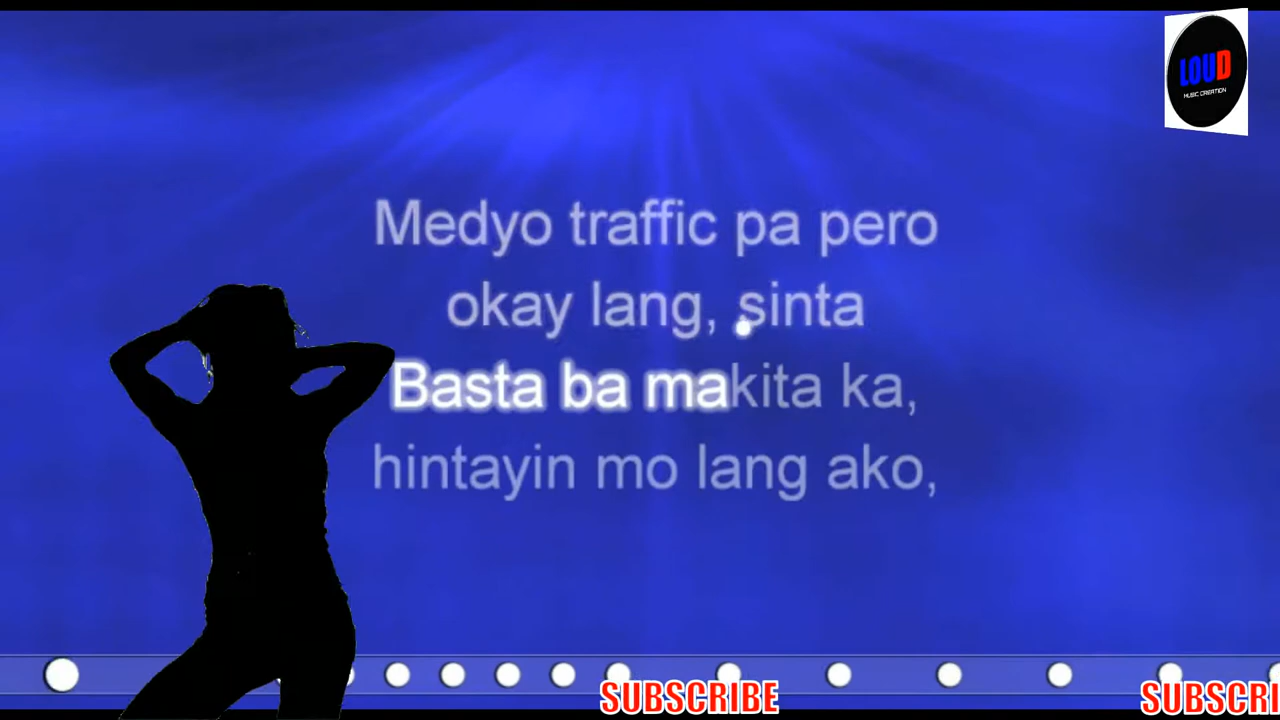 LOUD
MUSIC CREATION
Medyo traffic pa pero
okay lang, sinta
Basta ba makita ka,
hintayin mo lang ako,
SUBSCRIBE
SUBSCRI